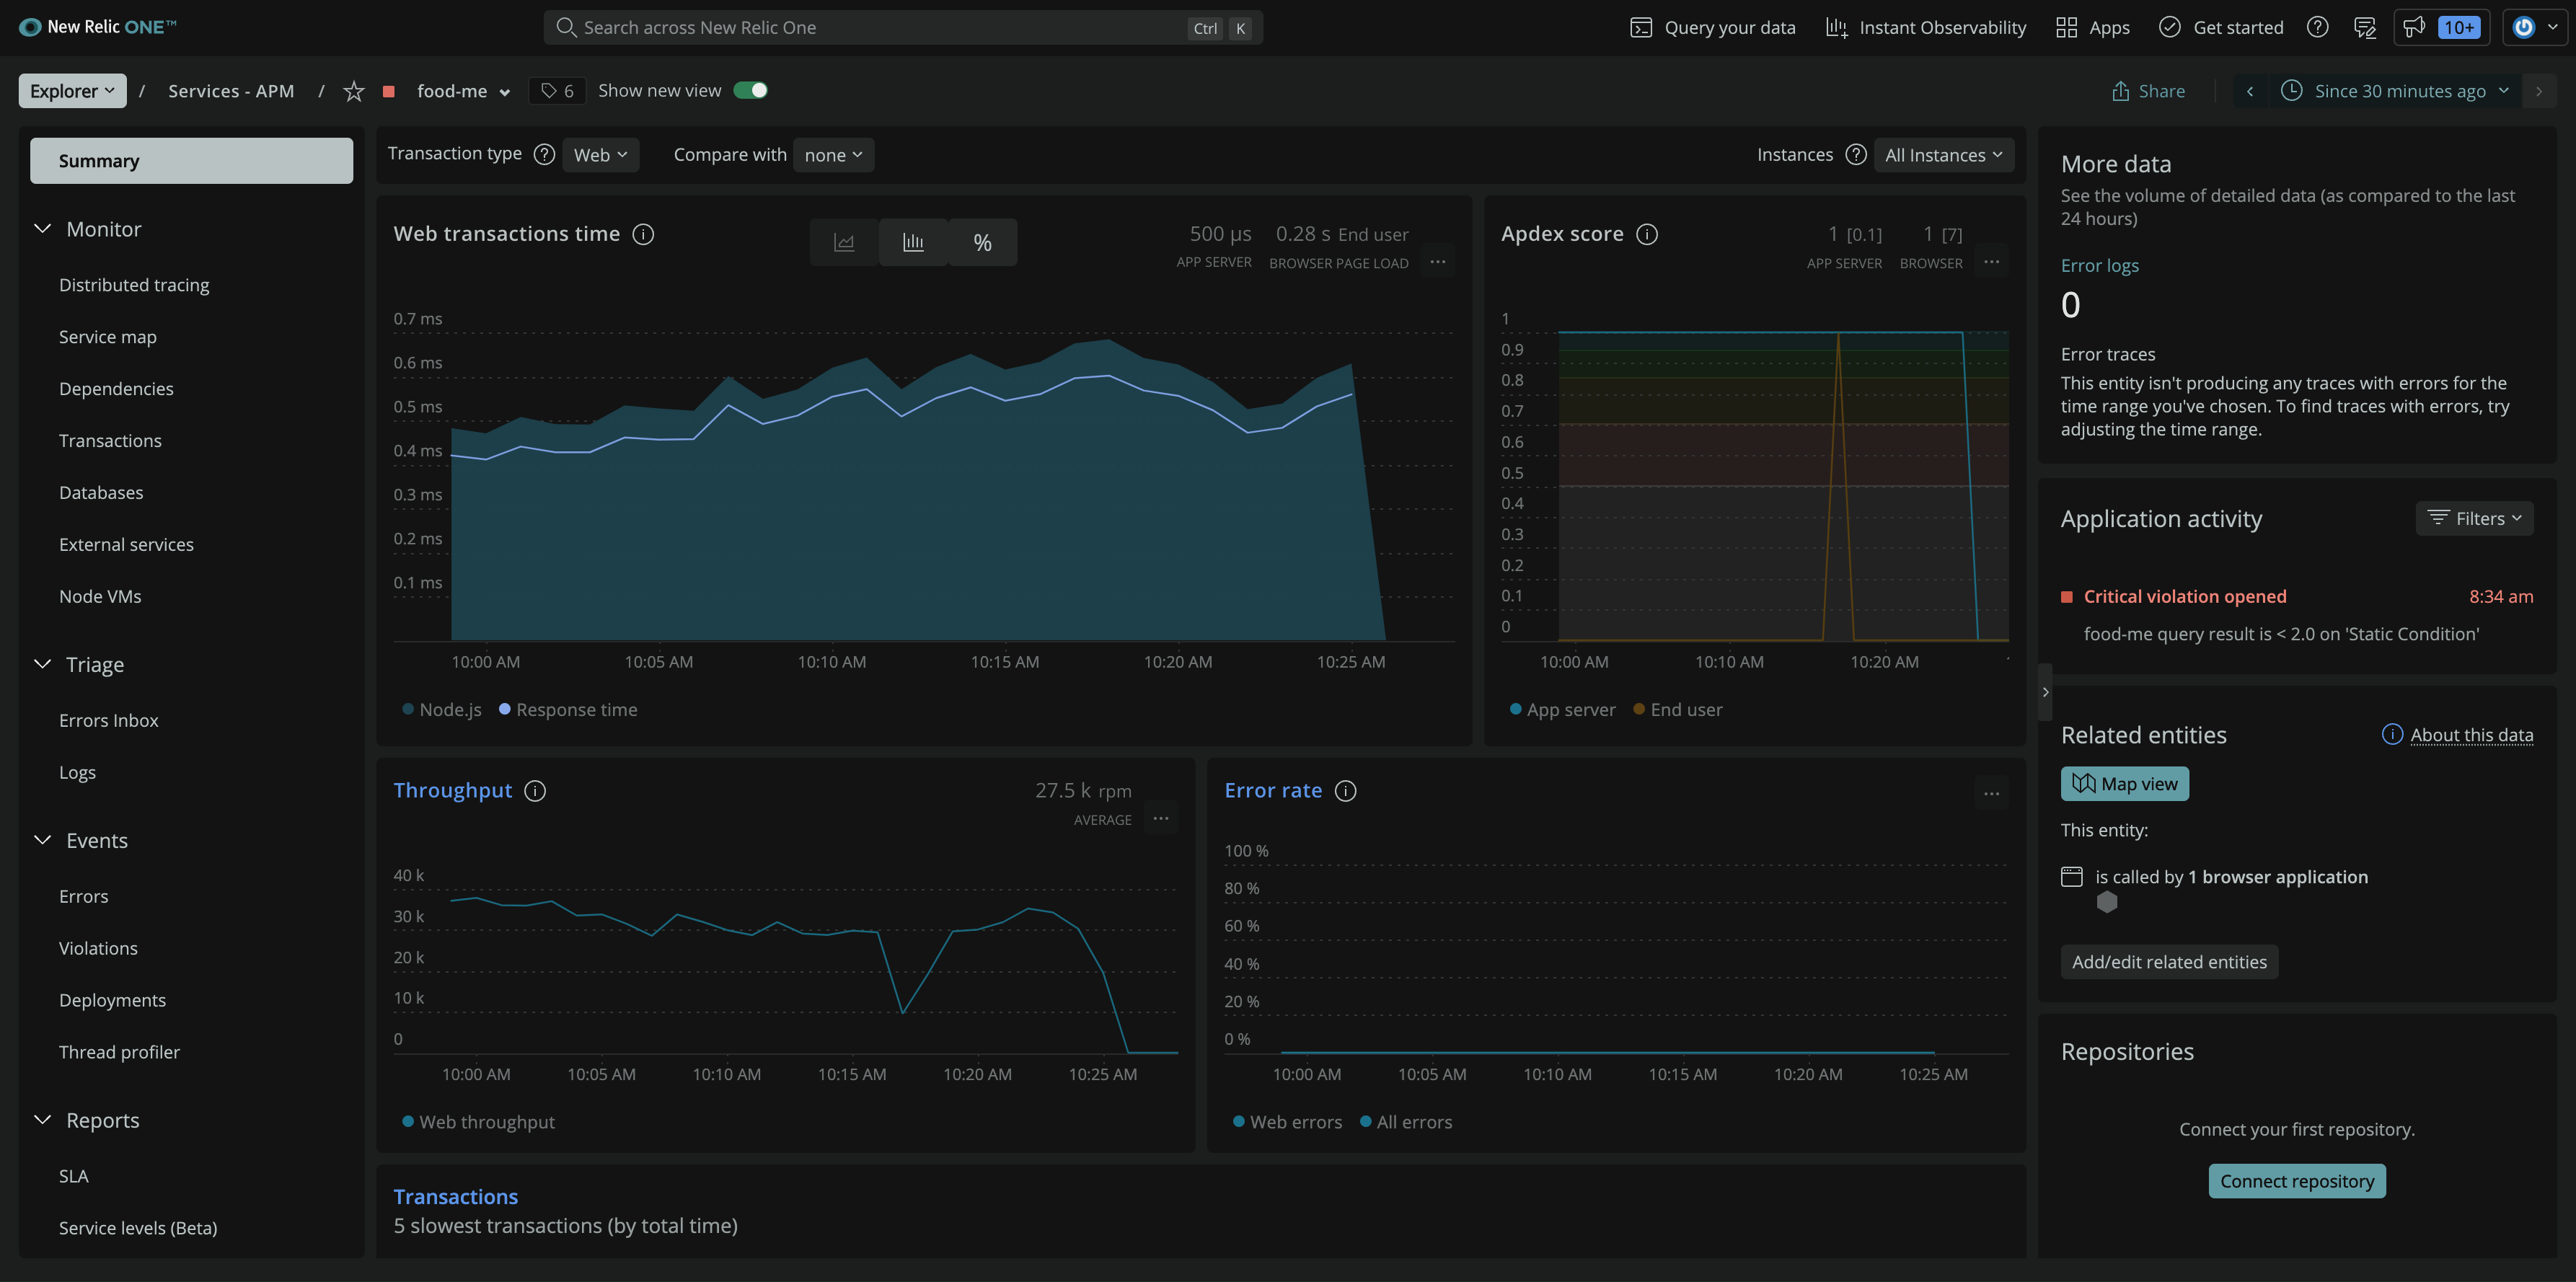 New Relic ONE™
Search across New Relic One
Ctrl K
Query your data
Instant Observability
Apps
Get started
10+
Explorer / Services - APM / food-me
6
Show new view
Share
Since 30 minutes ago
Summary
Monitor
Distributed tracing
Service map
Dependencies
Transactions
Databases
External services
Node VMs
Triage
Errors Inbox
Logs
Events
Errors
Violations
Deployments
Thread profiler
Reports
SLA
Service levels (Beta)
Transaction type Web
Compare with none
Instances All Instances
Web transactions time
%
500 µs
APP SERVER
0.28 s End user
BROWSER PAGE LOAD
...
0.7 ms
0.6 ms
0.5 ms
0.4 ms
0.3 ms
0.2 ms
0.1 ms
10:00 AM 10:05 AM 10:10 AM 10:15 AM 10:20 AM 10:25 AM
Node.js Response time
Apdex score
1 [0.1]
APP SERVER
1 [7]
BROWSER
...
1
0.9
0.8
0.7
0.6
0.5
0.4
0.3
0.2
0.1
0
10:00 AM 10:10 AM 10:20 AM
App server End user
Throughput
27.5 k rpm
AVERAGE
...
40 k
30 k
20 k
10 k
0
10:00 AM 10:05 AM 10:10 AM 10:15 AM 10:20 AM 10:25 AM
Web throughput
Error rate
...
100 %
80 %
60 %
40 %
20 %
0 %
10:00 AM 10:05 AM 10:10 AM 10:15 AM 10:20 AM 10:25 AM
Web errors All errors
Transactions
5 slowest transactions (by total time)
More data
See the volume of detailed data (as compared to the last
24 hours)
Error logs
0
Error traces
This entity isn't producing any traces with errors for the
time range you've chosen. To find traces with errors, try
adjusting the time range.
Application activity
Filters
Critical violation opened 8:34 am
food-me query result is < 2.0 on 'Static Condition'
Related entities
About this data
Map view
This entity:
is called by 1 browser application
Add/edit related entities
Repositories
Connect your first repository.
Connect repository